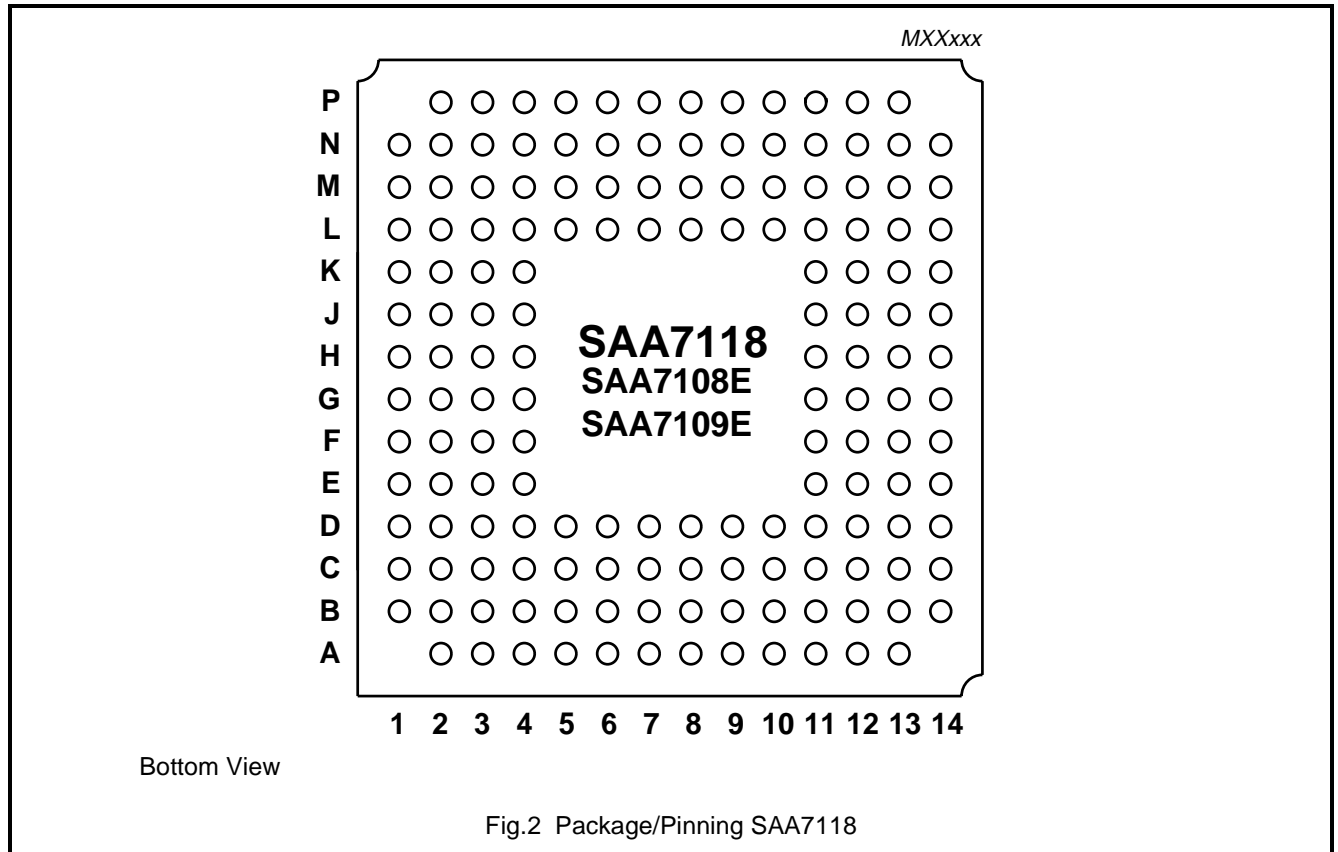 MXXxxx
P
N
M
L
K
J
H
G
F
E
D
C
B
A
SAA7118
SAA7108E
SAA7109E
1 2 3 4 5 6 7 8 9 10 11 12 13 14
Bottom View
Fig.2 Package/Pinning SAA7118